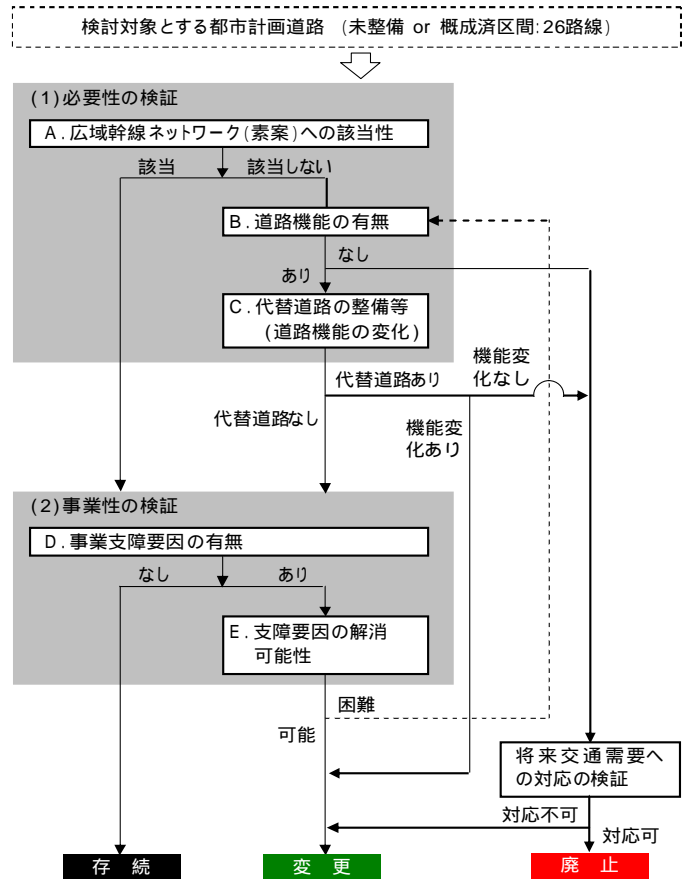 検討対象とする都市計画道路 (未整備 or 概成済区間:26路線)
(1)必要性の検証
A.広域幹線ネットワーク(素案)への該当性
該当
該当しない
B.道路機能の有無
なし
あり
C.代替道路の整備等
(道路機能の変化)
機能変
化なし
代替道路あり
代替道路なし
機能変
化あり
(2)事業性の検証
D.事業支障要因の有無
なし
あり
E.支障要因の解消
可能性
困難
可能
将来交通需要へ
の対応の検証
対応不可
対応可
存 続
変 更
廃 止